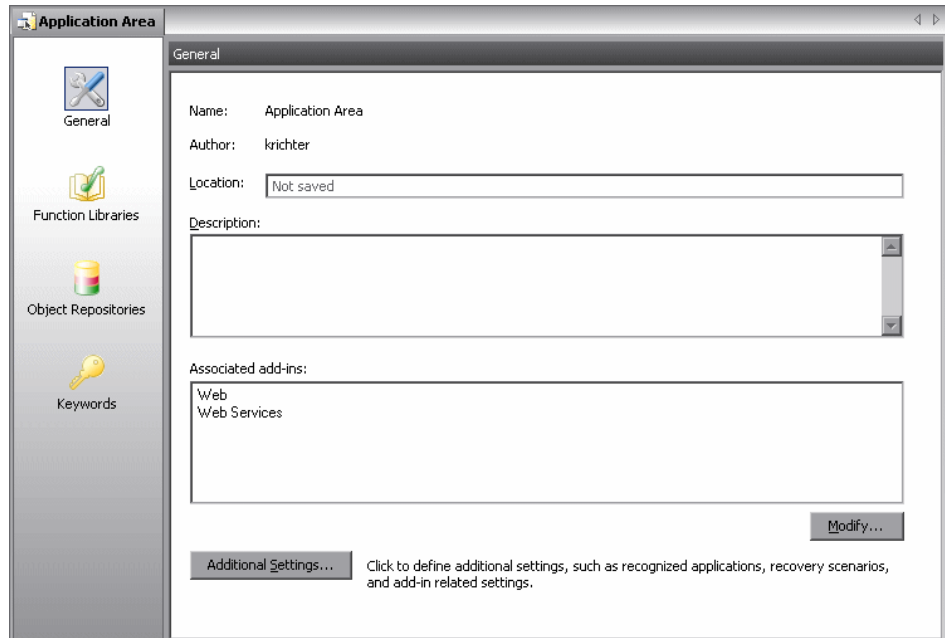 Application Area
General
Function Libraries
Object Repositories
Keywords
General
Name: Application Area
Author: krichter
Location: Not saved
Description:
Associated add-ins:
Web
Web Services
Modify...
Additional Settings... Click to define additional settings, such as recognized applications, recovery scenarios,
and add-in related settings.